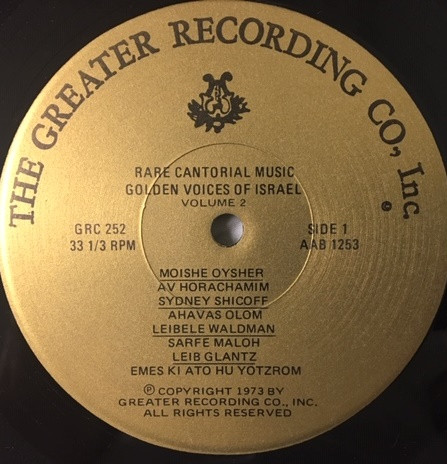 THE GREATER RECORDING CO., Inc.
©
RARE CANTORIAL MUSIC
GOLDEN VOICES OF ISRAEL
VOLUME 2
GRC 252
33 1/3 RPM
SIDE 1
AAB 1253
MOISHE OYSHER
AV HORACHAMIM
SYDNEY SHICOFF
AHAVAS OLOM
LEIBELE WALDMAN
SARFE MALOH
LEIB GLANTZ
EMES KI ATO HU YOTZROM
℗ COPYRIGHT 1973 BY
GREATER RECORDING CO., INC.
ALL RIGHTS RESERVED